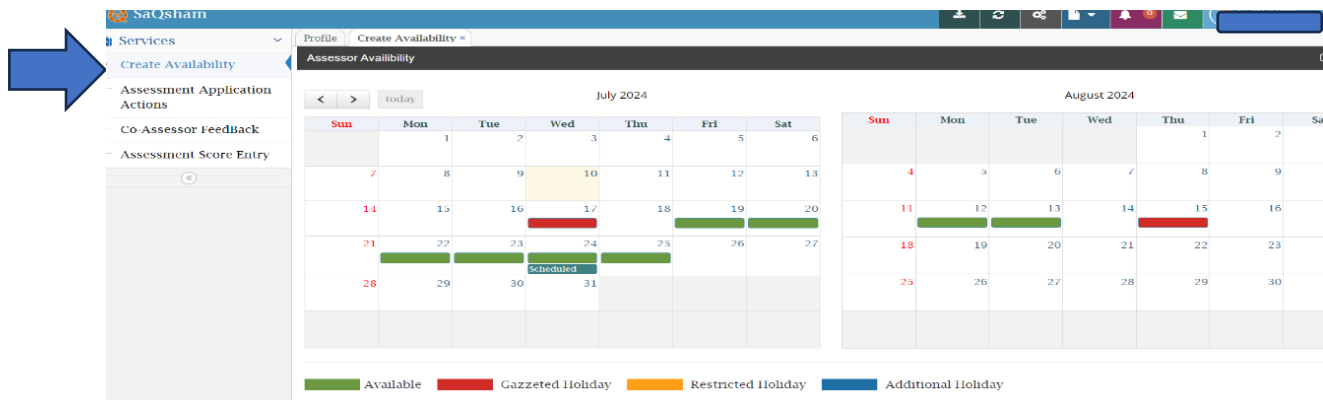 SaQsham
0
Services
Profile Create Availability ×
Create Availability
Assessor Availibility
Assessment Application
Actions
Co-Assessor FeedBack
Assessment Score Entry
< > today July 2024
Sun Mon Tue Wed Thu Fri Sat
1 2 3 4 5 6
7 8 9 10 11 12 13
14 15 16 17 18 19 20
21 22 23 24 25 26 27
Scheduled
28 29 30 31
August 2024
Sun Mon Tue Wed Thu Fri Sa
1 2
4 5 6 7 8 9
11 12 13 14 15 16
18 19 20 21 22 23
25 26 27 28 29 30
Available Gazzeted Holiday Restricted Holiday Additional Holiday